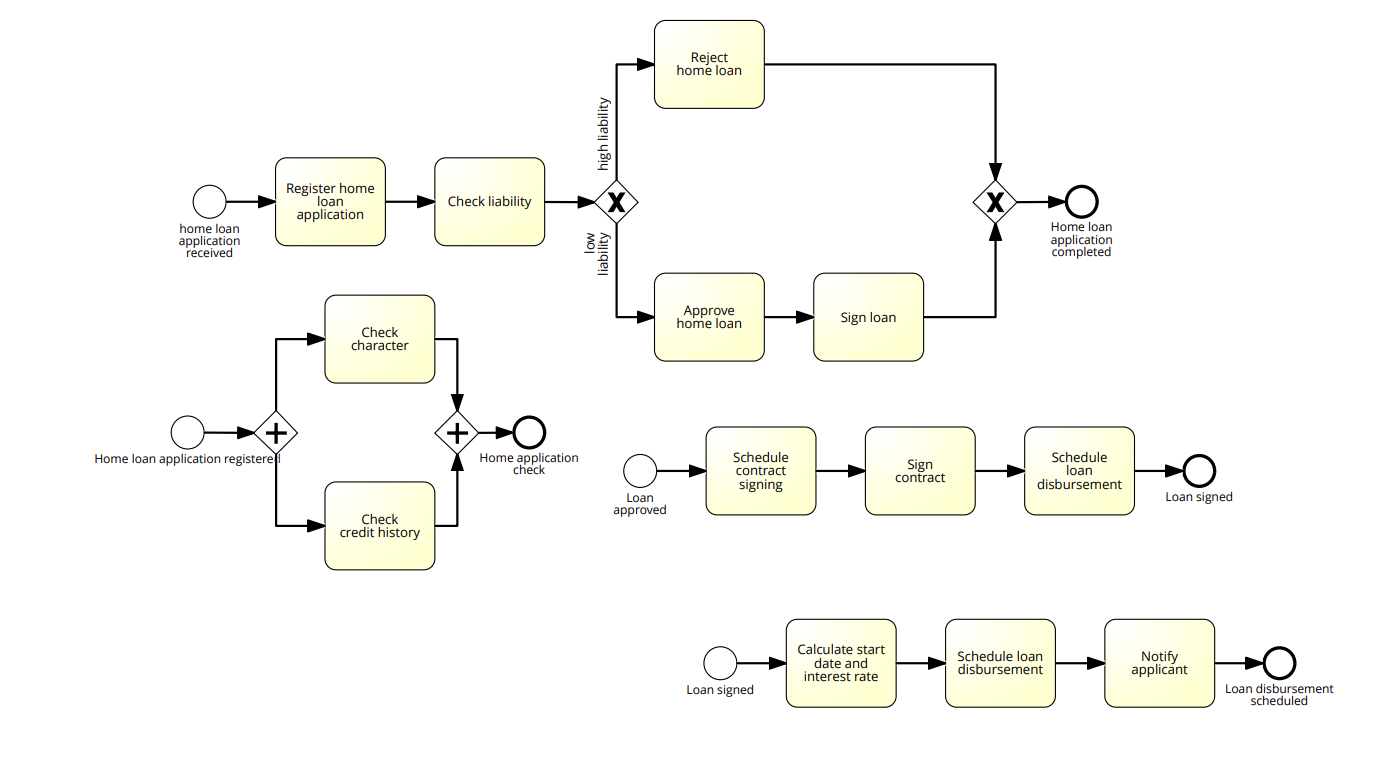 Reject
home loan
high liability
Register home
loan
application
Check liability
X
X
home loan
application
received
Home loan
application
completed
low
liability
Approve
home loan
Sign loan
Check
character
Home loan application registered
Home application
check
Check
credit history
Schedule
contract
signing
Sign
contract
Schedule
loan
disbursement
Loan
approved
Loan signed
Calculate start
date and
interest rate
Schedule loan
disbursement
Notify
applicant
Loan signed
Loan disbursement
scheduled